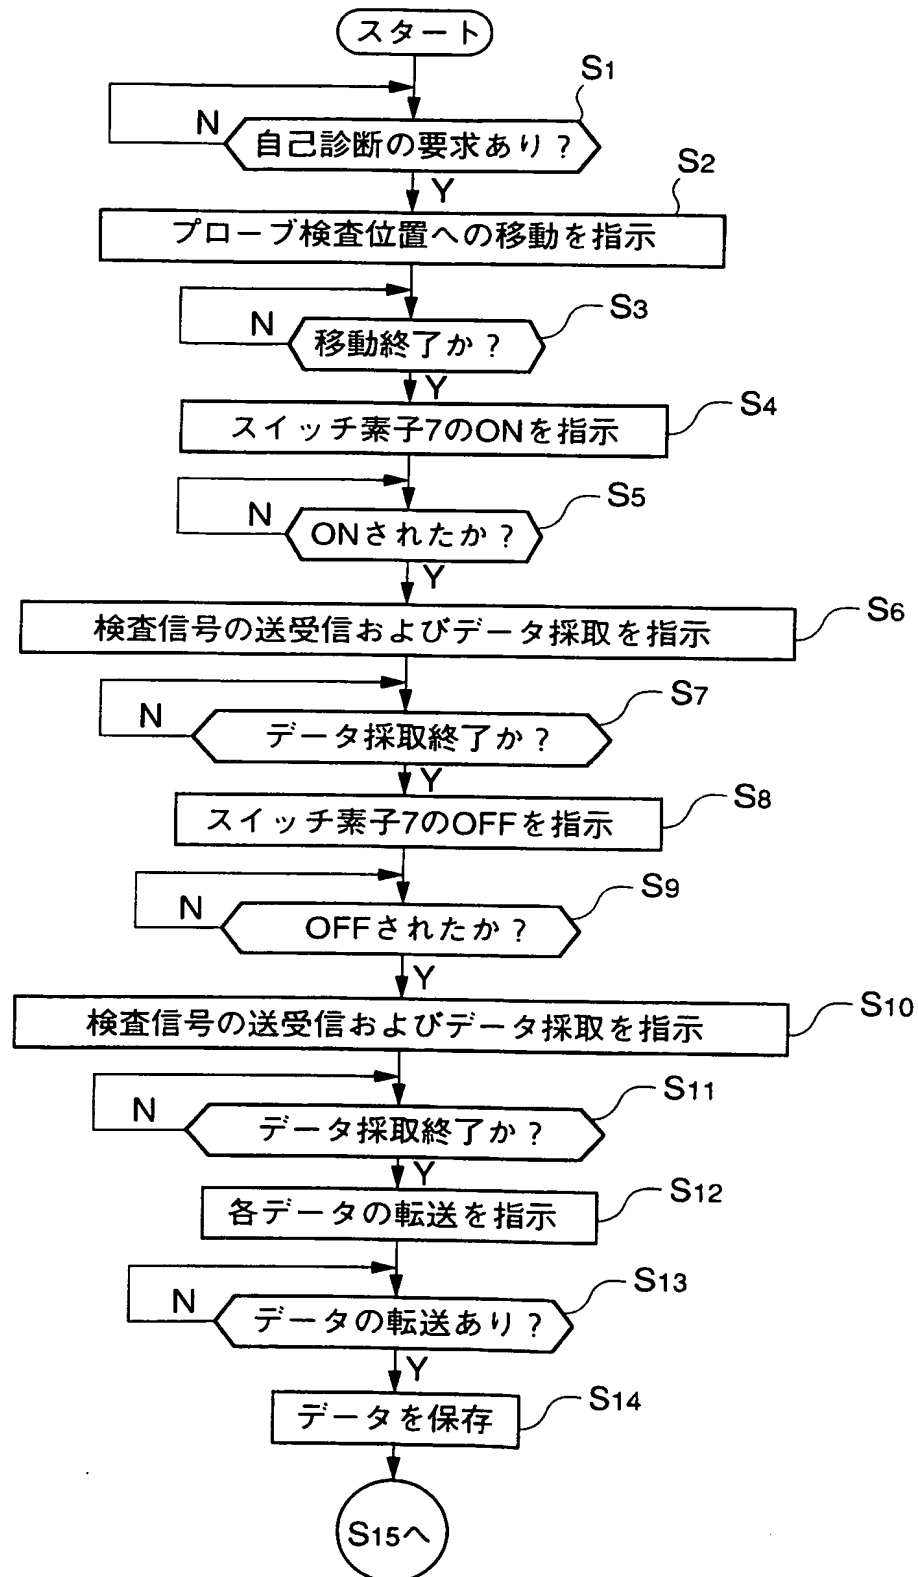 スタート
S1
N
自己診断の要求あり?
Y
S2
プローブ検査位置への移動を指示
S3
N
移動終了か?
Y
S4
スイッチ素子7のONを指示
S5
N
ONされたか?
Y
S6
検査信号の送受信およびデータ採取を指示
S7
N
データ採取終了か?
Y
S8
スイッチ素子7のOFFを指示
S9
N
OFFされたか?
Y
S10
検査信号の送受信およびデータ採取を指示
S11
N
データ採取終了か?
Y
S12
各データの転送を指示
S13
N
データの転送あり?
Y
S14
データを保存
S15へ